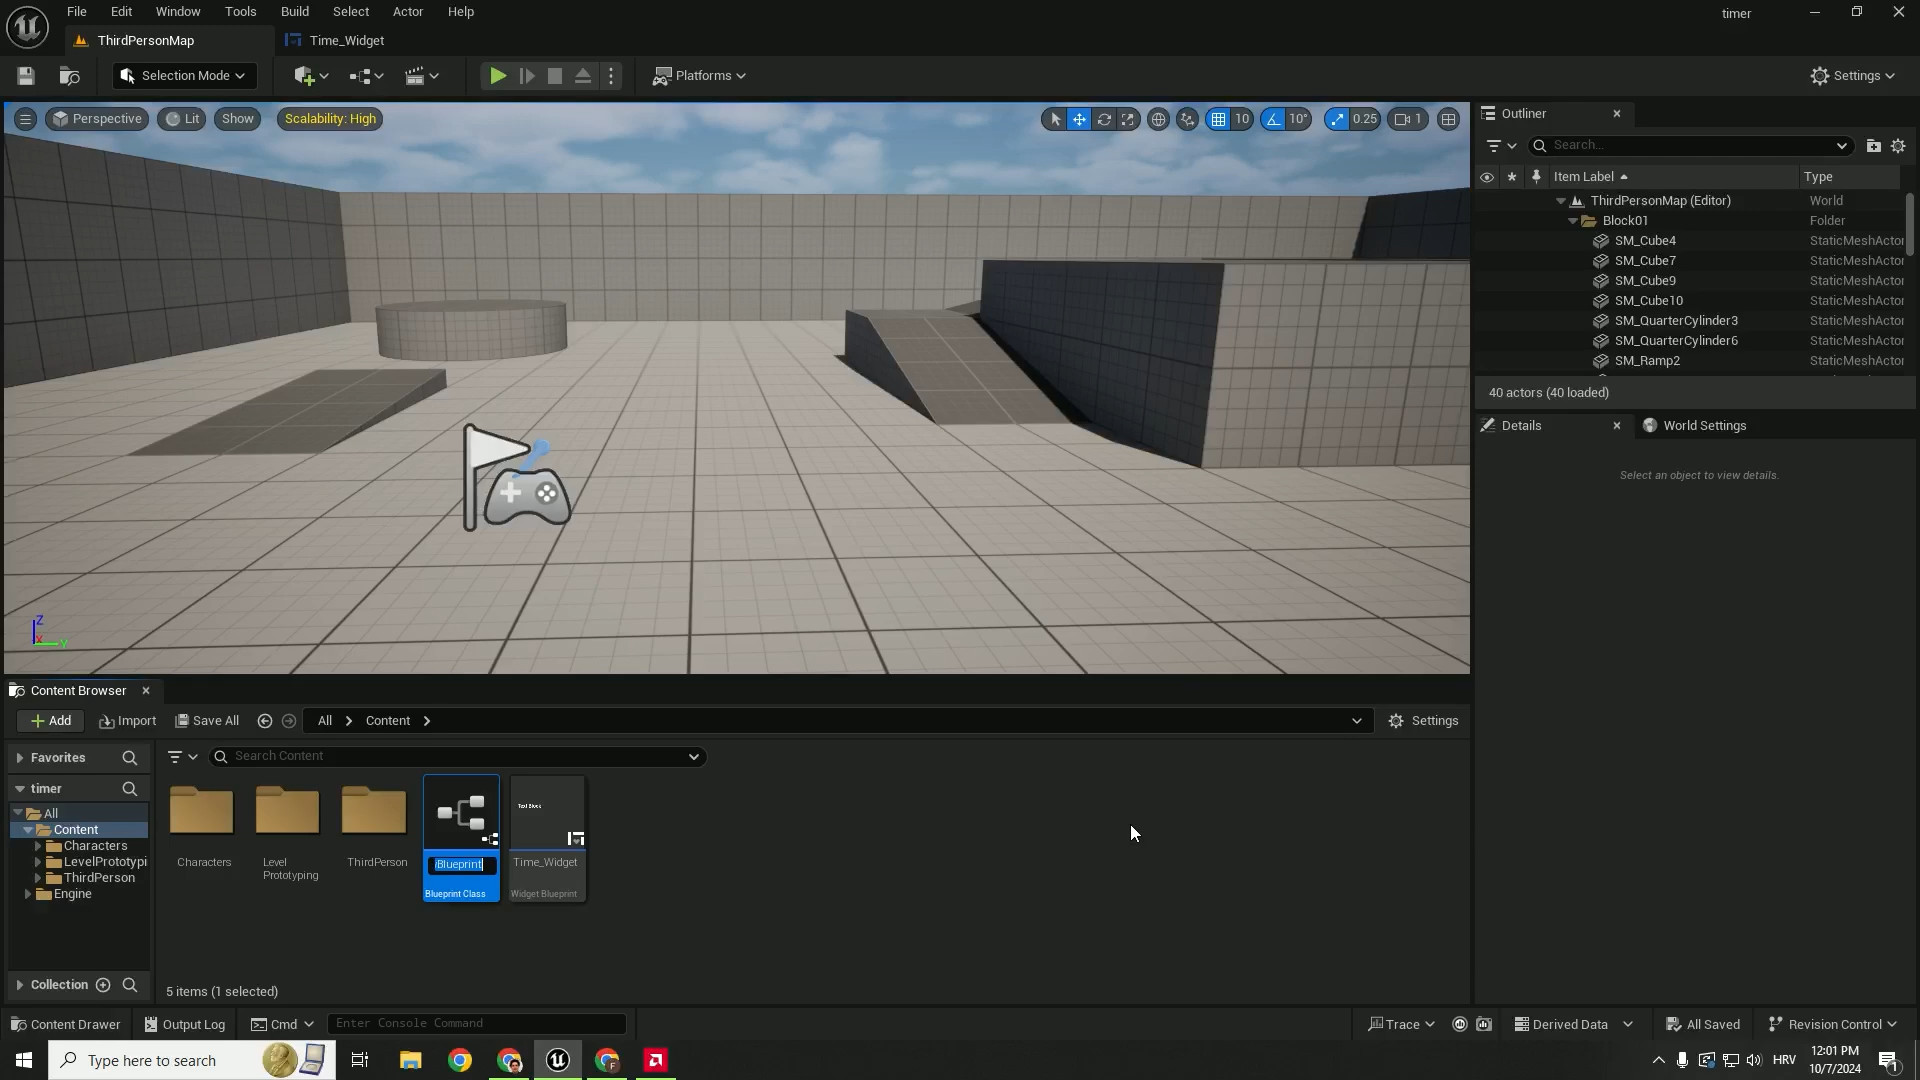 File Edit Window Tools Build Select Actor Help
timer
ThirdPersonMap
Time_Widget
Selection Mode
Platforms
Settings
Perspective
Lit
Show
Scalability: High
10
10°
0.25
1
Outliner
Search...
Item Label
Type
ThirdPersonMap (Editor) World
Block01 Folder
SM_Cube4 StaticMeshActor
SM_Cube7 StaticMeshActor
SM_Cube9 StaticMeshActor
SM_Cube10 StaticMeshActor
SM_QuarterCylinder3 StaticMeshActor
SM_QuarterCylinder6 StaticMeshActor
SM_Ramp2 StaticMeshActor
40 actors (40 loaded)
Details
World Settings
Select an object to view details.
Z
X
Y
Content Browser
Add
Import
Save All
All
Content
Settings
Favorites
Search Content
timer
All
Content
Characters
LevelPrototypi
ThirdPerson
Engine
Characters
Level
Prototyping
ThirdPerson
Blueprint
Blueprint Class
Text Block
Time_Widget
Widget Blueprint
Collection
5 items (1 selected)
Content Drawer
Output Log
Cmd
Enter Console Command
Trace
Derived Data
All Saved
Revision Control
Type here to search
HRV
12:01 PM
10/7/2024
1